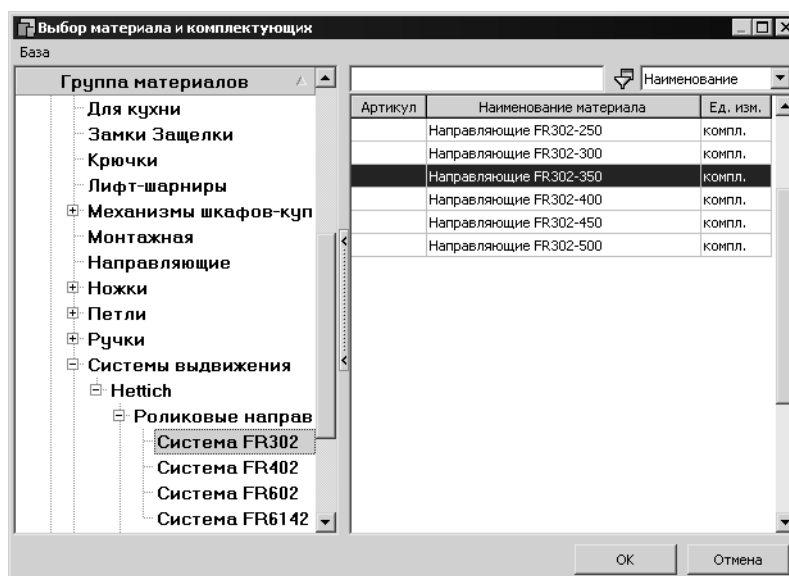 Выбор материала и комплектующих
База
Группа материалов
Наименование
Для кухни
Замки Защелки
Крючки
Лифт-шарниры
Механизмы шкафов-куп
Монтажная
Направляющие
Ножки
Петли
Ручки
Системы выдвижения
Hettich
Роликовые направ
Система FR302
Система FR402
Система FR602
Система FR6142
Артикул Наименование материала Ед. изм.
Направляющие FR302-250 компл.
Направляющие FR302-300 компл.
Направляющие FR302-350 компл.
Направляющие FR302-400 компл.
Направляющие FR302-450 компл.
Направляющие FR302-500 компл.
OK Отмена